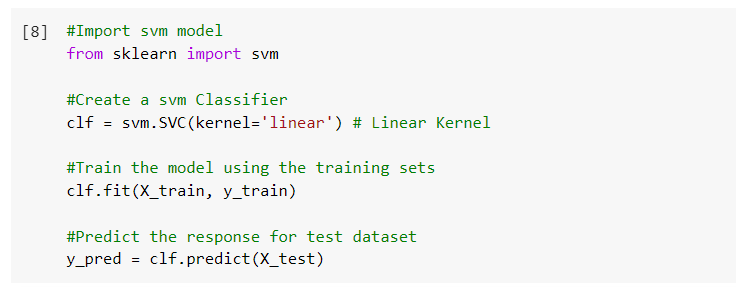 [8] #Import svm model
from sklearn import svm
#Create a svm Classifier
clf = svm.SVC(kernel='linear') # Linear Kernel
#Train the model using the training sets
clf.fit(X_train, y_train)
#Predict the response for test dataset
y_pred = clf.predict(X_test)